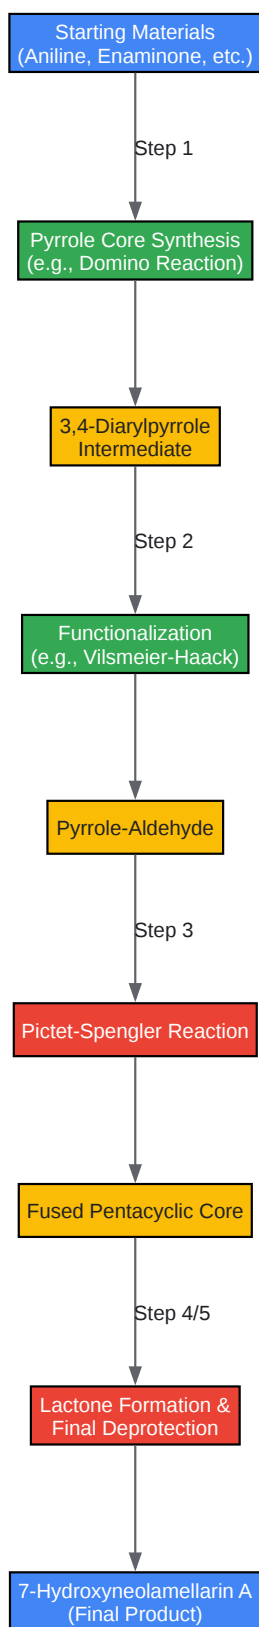 Starting Materials
(Aniline, Enaminone, etc.)
Step 1
Pyrrole Core Synthesis
(e.g., Domino Reaction)
3,4-Diarylpyrrole
Intermediate
Step 2
Functionalization
(e.g., Vilsmeier-Haack)
Pyrrole-Aldehyde
Step 3
Pictet-Spengler Reaction
Fused Pentacyclic Core
Step 4/5
Lactone Formation &
Final Deprotection
7-Hydroxyneolamellarin A
(Final Product)